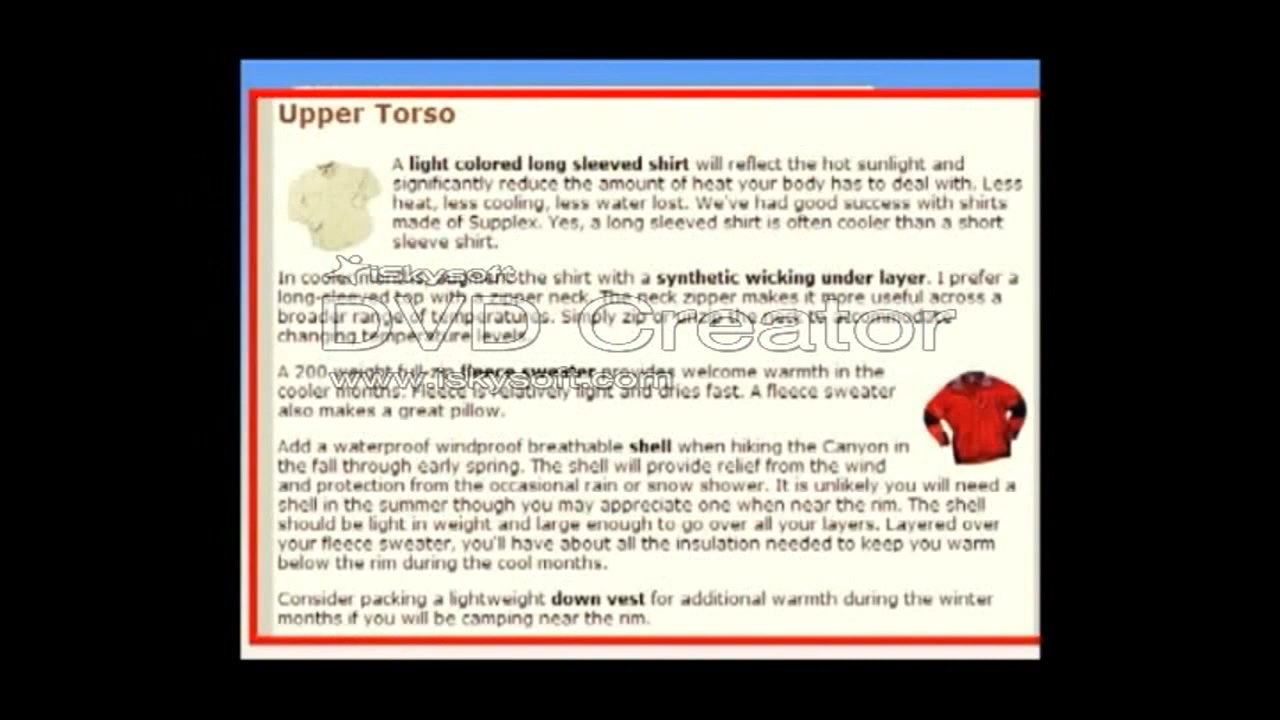 Upper Torso
A light colored long sleeved shirt will reflect the hot sunlight and
significantly reduce the amount of heat your body has to deal with. Less
heat, less cooling, less water lost. We've had good success with shirts
made of Supplex. Yes, a long sleeved shirt is often cooler than a short
sleeve shirt.
In cooler months, augment the shirt with a synthetic wicking under layer. I prefer a
long-sleeved top with a zipper neck. The neck zipper makes it more useful across a
broader range of temperatures. Simply zip or unzip the neck to accommodate
changing temperature levels.
A 200 weight full-zip fleece sweater provides welcome warmth in the
cooler months. Fleece is relatively light and dries fast. A fleece sweater
also makes a great pillow.
Add a waterproof windproof breathable shell when hiking the Canyon in
the fall through early spring. The shell will provide relief from the wind
and protection from the occasional rain or snow shower. It is unlikely you will need a
shell in the summer though you may appreciate one when near the rim. The shell
should be light in weight and large enough to go over all your layers. Layered over
your fleece sweater, you'll have about all the insulation needed to keep you warm
below the rim during the cool months.
Consider packing a lightweight down vest for additional warmth during the winter
months if you will be camping near the rim.
iskysoft
DVD Creator
www.iskysoft.com